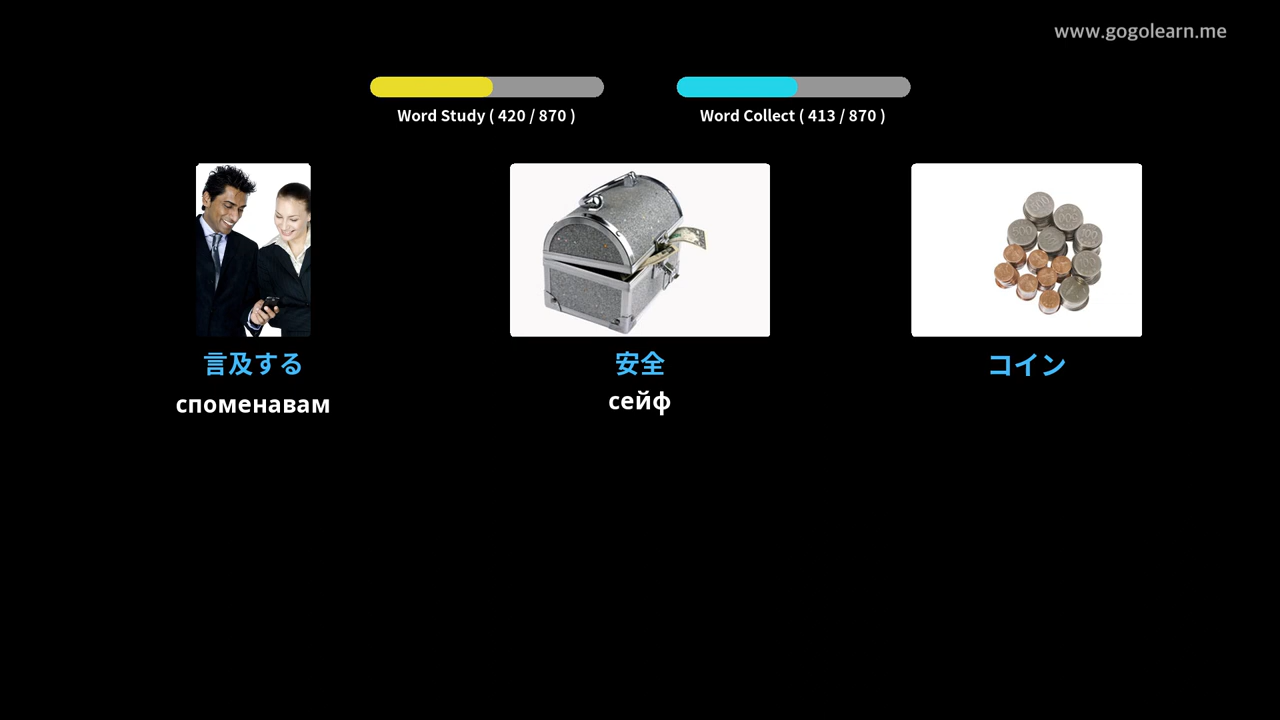 www.gogolearn.me
Word Study ( 420 / 870 )
Word Collect ( 413 / 870 )
言及する
安全
コイン
споменавам
сейф